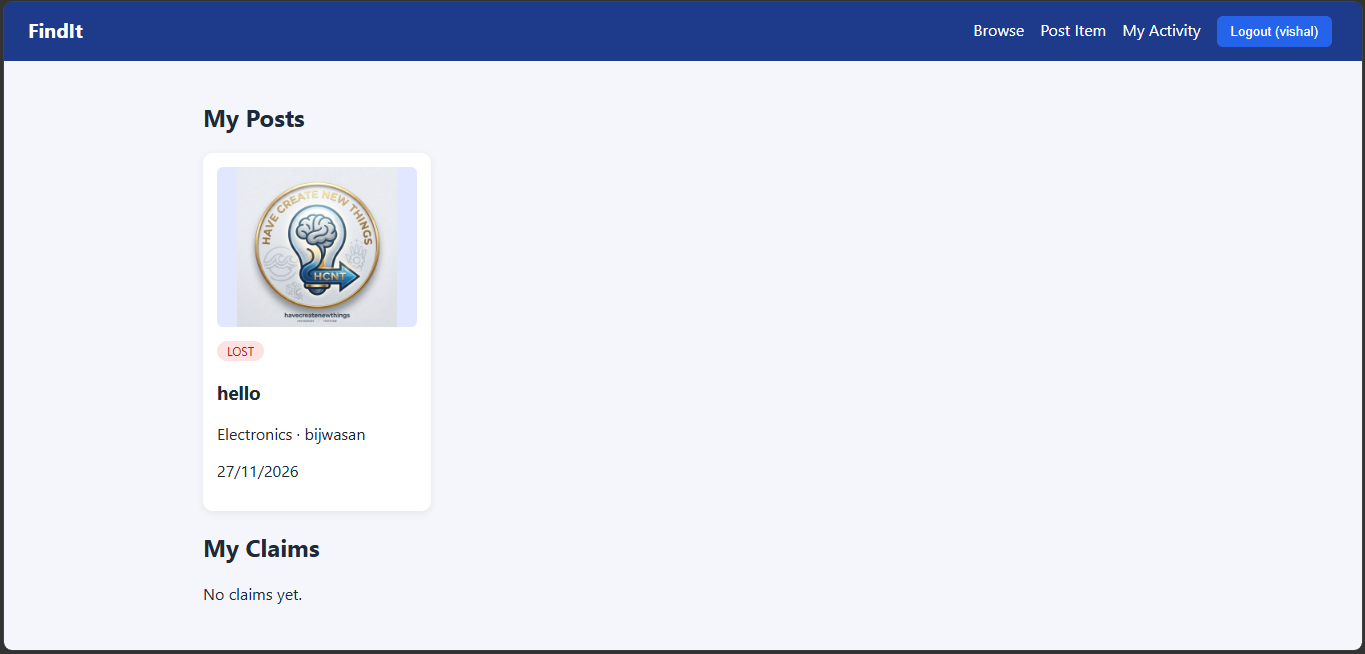 FindIt
Browse
Post Item
My Activity
Logout (vishal)
My Posts
HAVE CREATE NEW THINGS
HCNT
havecreatenewthings
LOST
hello
Electronics · bijwasan
27/11/2026
My Claims
No claims yet.